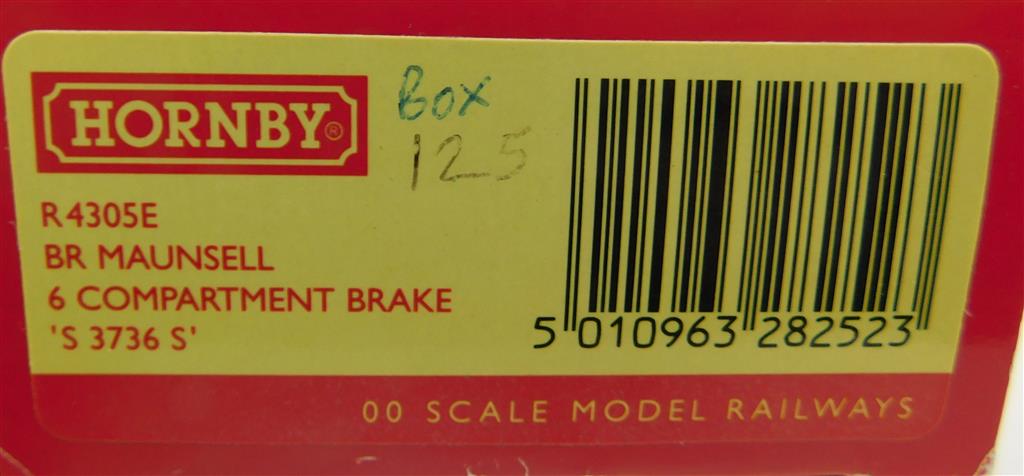 HORNBY®
Box
125
R4305E
BR MAUNSELL
6 COMPARTMENT BRAKE
'S 3736 S'
5 010963 282523
00 SCALE MODEL RAILWAYS